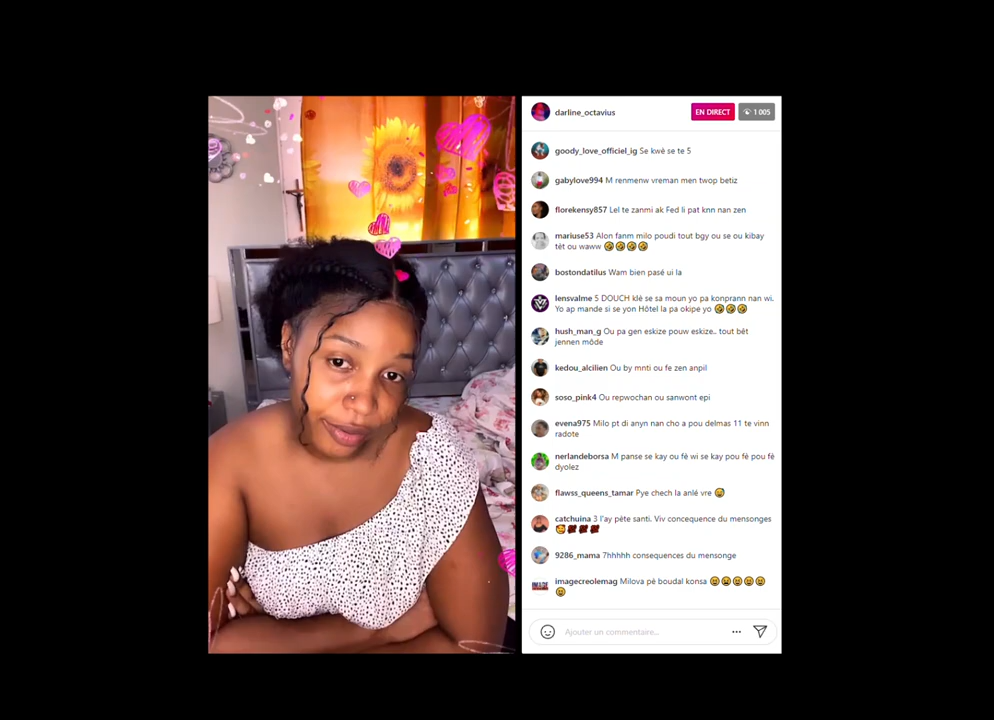 darline_octavius EN DIRECT 1 005
goody_love_officiel_ig Se kwè se te 5
gabylove994 M renmenw vreman men twop betiz
florekensy857 Lel te zanmi ak Fed li pat knn nan zen
mariuse53 Alon fanm milo poudi tout bgy ou se ou kibay
tèt ou waww 🤣🤣🤣🤣
bostondatilus Wam bien pasé ui la
lensvalme 5 DOUCH klè se sa moun yo pa konprann nan wi.
Yo ap mande si se yon Hôtel la pa okipe yo 🤣🤣🤣
hush_man_g Ou pa gen eskize pouw eskize.. tout bèt
jennen môde
kedou_alcilien Ou by mnti ou fe zen anpil
soso_pink4 Ou repwochan ou sanwont epi
evena975 Milo pt di anyn nan cho a pou delmas 11 te vinn
radote
nerlandeborsa M panse se kay ou fè wi se kay pou fè pou fè
dyolez
flawss_queens_tamar Pye chech la anlé vre
catchuina 3 l'ay pète santi. Viv concequence du mensonges
9286_mama 7hhhhh consequences du mensonge
imagecreolemag Milova pè boudal konsa
Ajouter un commentaire...